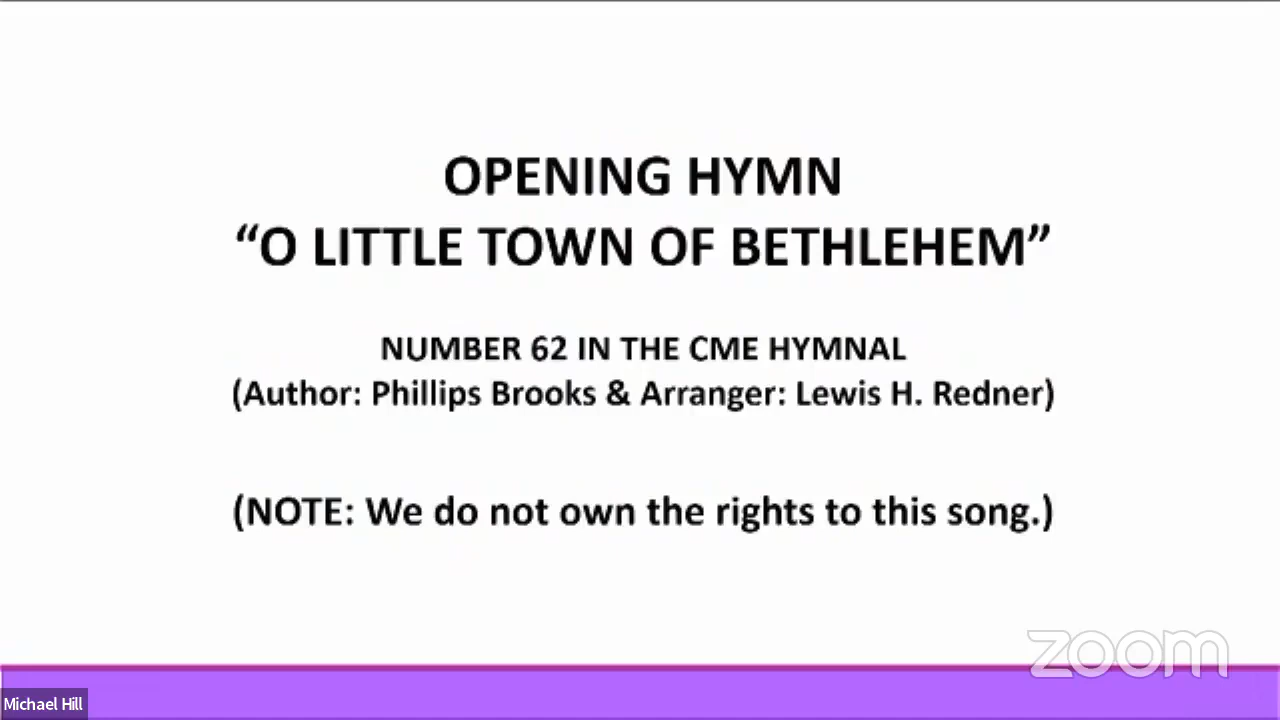 OPENING HYMN
“O LITTLE TOWN OF BETHLEHEM”
NUMBER 62 IN THE CME HYMNAL
(Author: Phillips Brooks & Arranger: Lewis H. Redner)
(NOTE: We do not own the rights to this song.)
zoom
Michael Hill